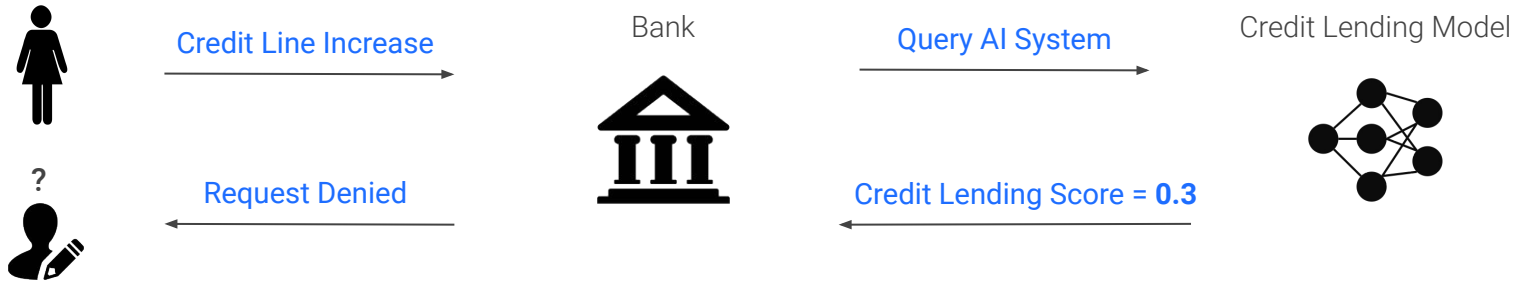 Credit Line Increase
Bank
Query AI System
Credit Lending Model
?
Request Denied
Credit Lending Score = 0.3